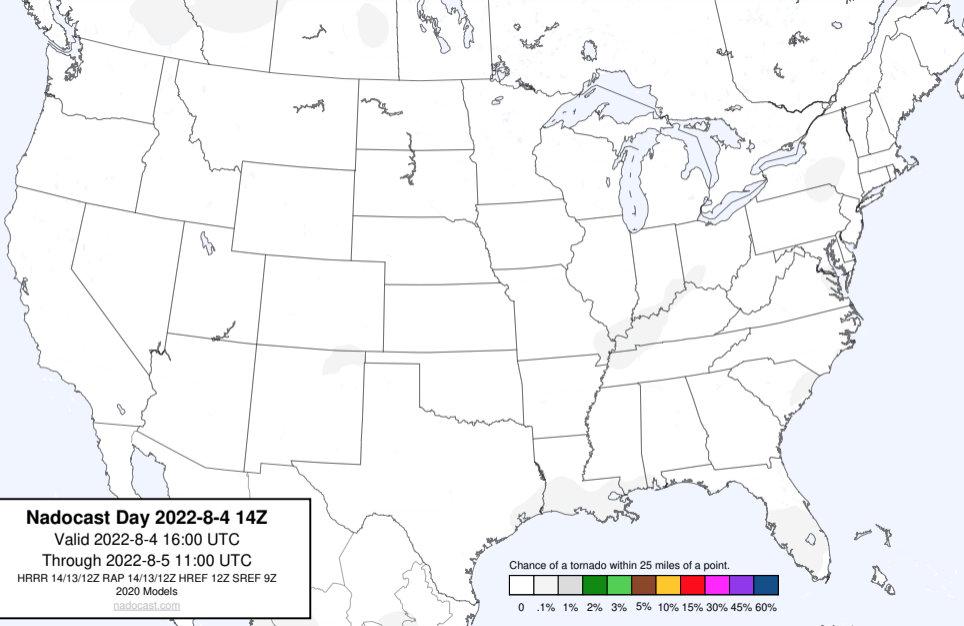 Nadocast Day 2022-8-4 14Z
Valid 2022-8-4 16:00 UTC
Through 2022-8-5 11:00 UTC
HRRR 14/13/12Z RAP 14/13/12Z HREF 12Z SREF 9Z
2020 Models
nadocast.com
Chance of a tornado within 25 miles of a point.
0 .1% 1% 2% 3% 5% 10% 15% 30% 45% 60%